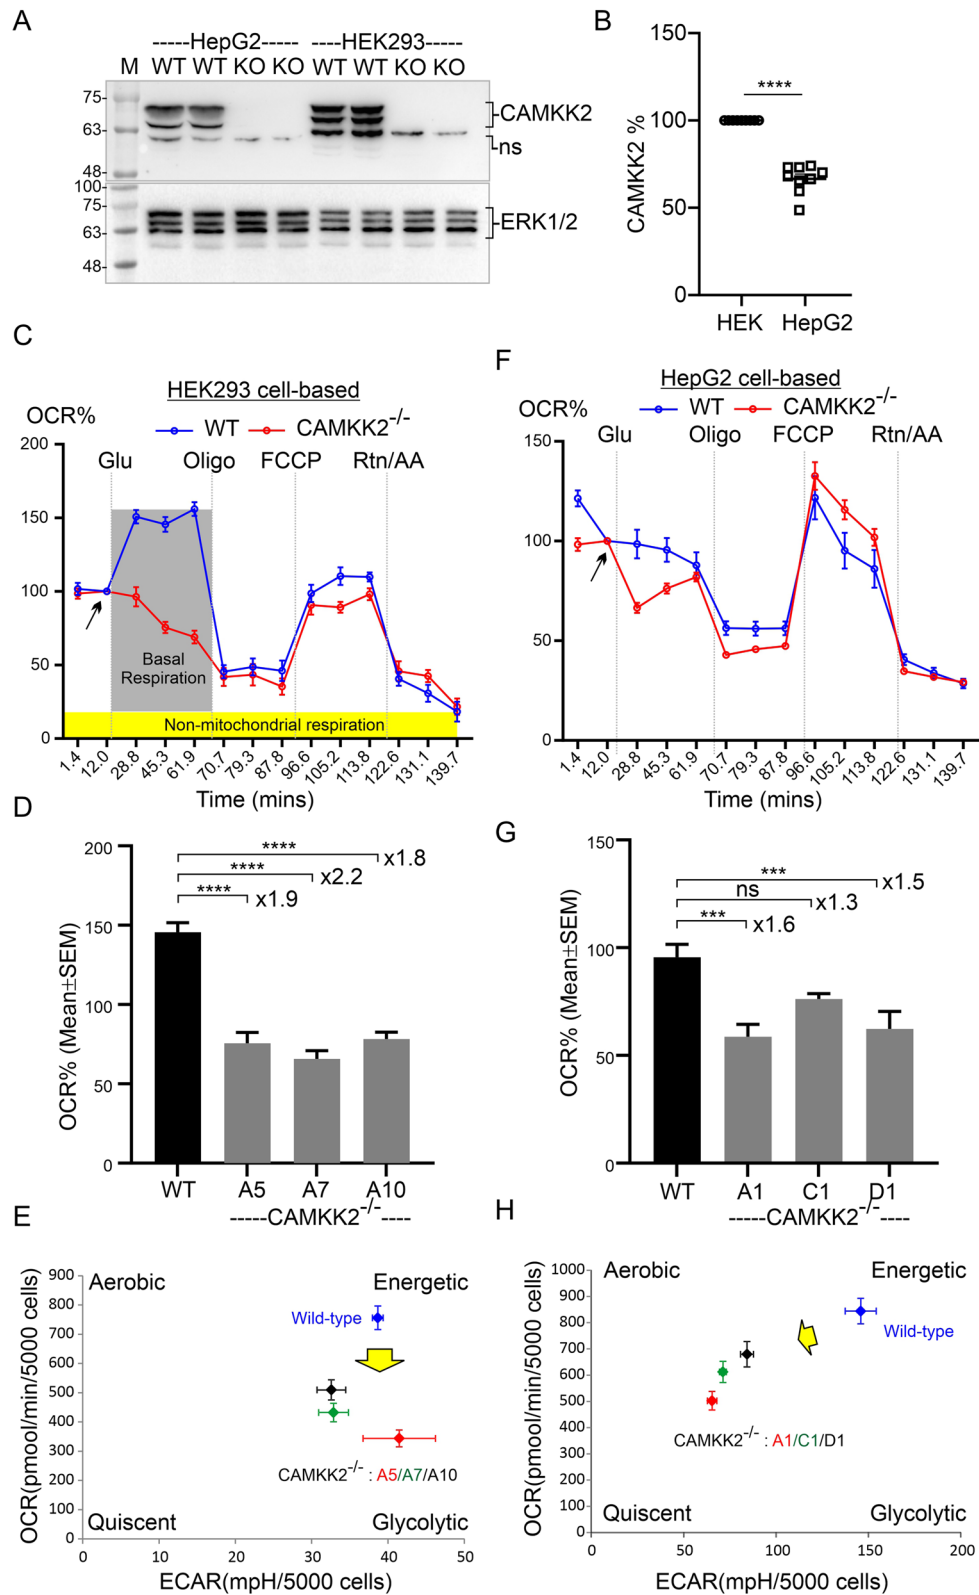 A
-----HepG2----- ----HEK293-----
M WT WT KO KO WT WT KO KO
75-
63-
48-
CAMKK2
ns
100-
75-
63-
48-
ERK1/2
B
CAMKK2 %
150
100
50
0
****
HEK HepG2
C
HEK293 cell-based
OCR%
WT CAMKK2-/-
Glu Oligo FCCP Rtn/AA
200
150
100
50
0
Basal
Respiration
Non-mitochondrial respiration
1.4 12.0 28.8 45.3 61.9 70.7 79.3 87.8 96.6 105.2 113.8 122.6 131.1 139.7
Time (mins)
F
HepG2 cell-based
OCR%
WT CAMKK2-/-
Glu Oligo FCCP Rtn/AA
150
100
50
0
1.4 12.0 28.8 45.3 61.9 70.7 79.3 87.8 96.6 105.2 113.8 122.6 131.1 139.7
Time (mins)
D
OCR% (Mean±SEM)
200
150
100
50
0
**** x1.8
**** x2.2
**** x1.9
WT A5 A7 A10
-----CAMKK2-/-----
G
OCR% (Mean±SEM)
150
100
50
0
*** x1.5
ns x1.3
*** x1.6
WT A1 C1 D1
-----CAMKK2-/-----
E
OCR(pmool/min/5000 cells)
900
800
700
600
500
400
300
200
100
0
Aerobic Energetic
Wild-type
CAMKK2-/- : A5/A7/A10
Quiscent Glycolytic
0 10 20 30 40 50
ECAR(mpH/5000 cells)
H
OCR(pmool/min/5000 cells)
1000
900
800
700
600
500
400
300
200
100
0
Aerobic Energetic
Wild-type
CAMKK2-/- : A1/C1/D1
Quiscent Glycolytic
0 50 100 150 200
ECAR(mpH/5000 cells)